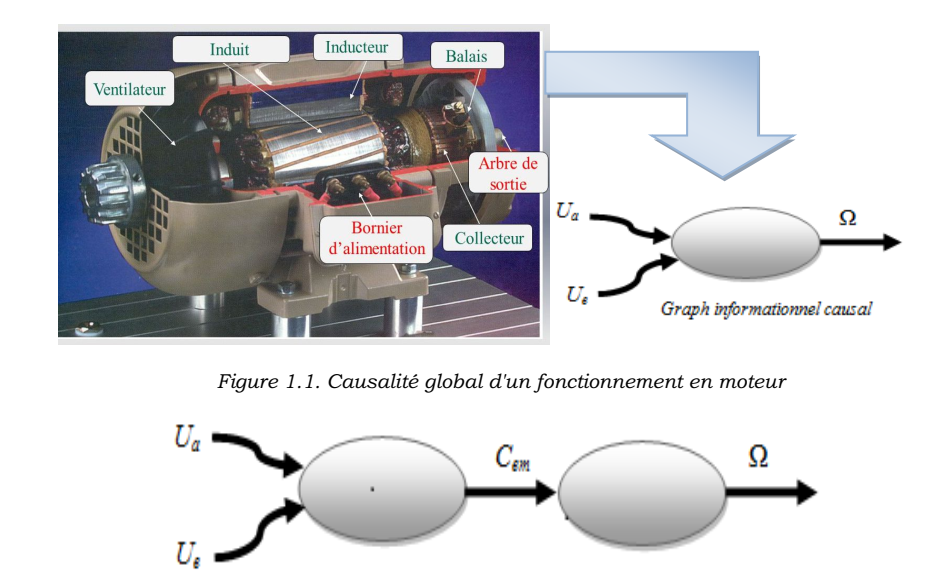 Induit
Inducteur
Balais
Ventilateur
Arbre de
sortie
Bornier
d'alimentation
Collecteur
Ua
Ue
Ω
Graph informationnel causal
Figure 1.1. Causalité global d'un fonctionnement en moteur
Ua
Cem
Ω
Ue